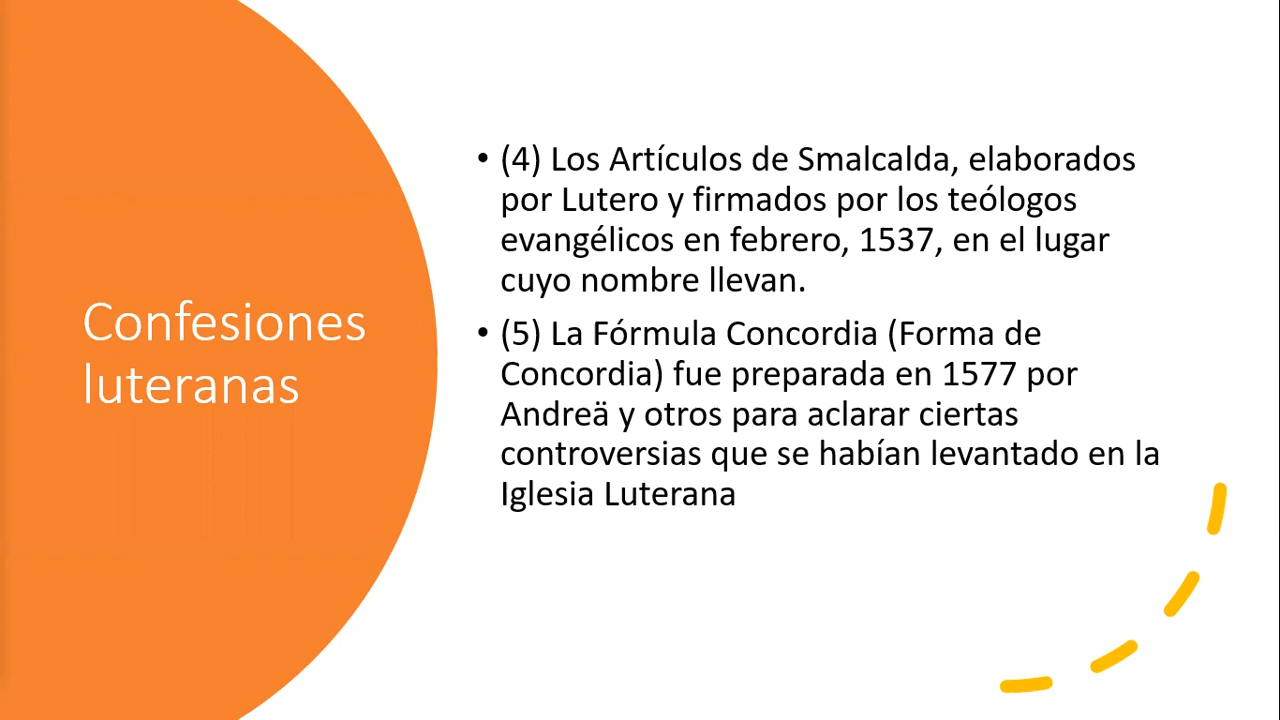 Confesiones
luteranas
• (4) Los Artículos de Smalcalda, elaborados
por Lutero y firmados por los teólogos
evangélicos en febrero, 1537, en el lugar
cuyo nombre llevan.
• (5) La Fórmula Concordia (Forma de
Concordia) fue preparada en 1577 por
Andreä y otros para aclarar ciertas
controversias que se habían levantado en la
Iglesia Luterana